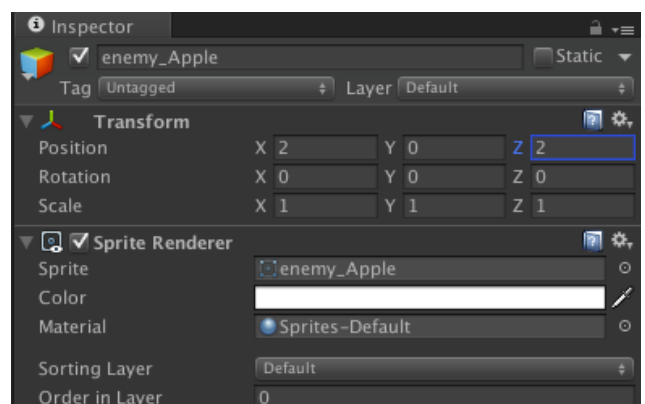 Inspector
enemy_Apple Static
Tag Untagged Layer Default
Transform
Position X 2 Y 0 Z 2
Rotation X 0 Y 0 Z 0
Scale X 1 Y 1 Z 1
Sprite Renderer
Sprite enemy_Apple
Color
Material Sprites-Default
Sorting Layer Default
Order in Layer 0